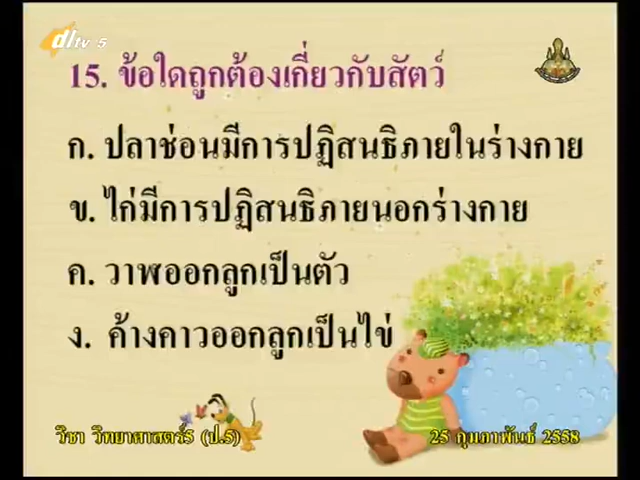 dltv 5
15. ข้อใดถูกต้องเกี่ยวกับสัตว์
ก. ปลาช่อนมีการปฏิสนธิภายในร่างกาย
ข. ไก่มีการปฏิสนธิภายนอกร่างกาย
ค. วาฬออกลูกเป็นตัว
ง. ค้างคาวออกลูกเป็นไข่
วิชา วิทยาศาสตร์5 (ป.5)
25 กุมภาพันธ์ 2558